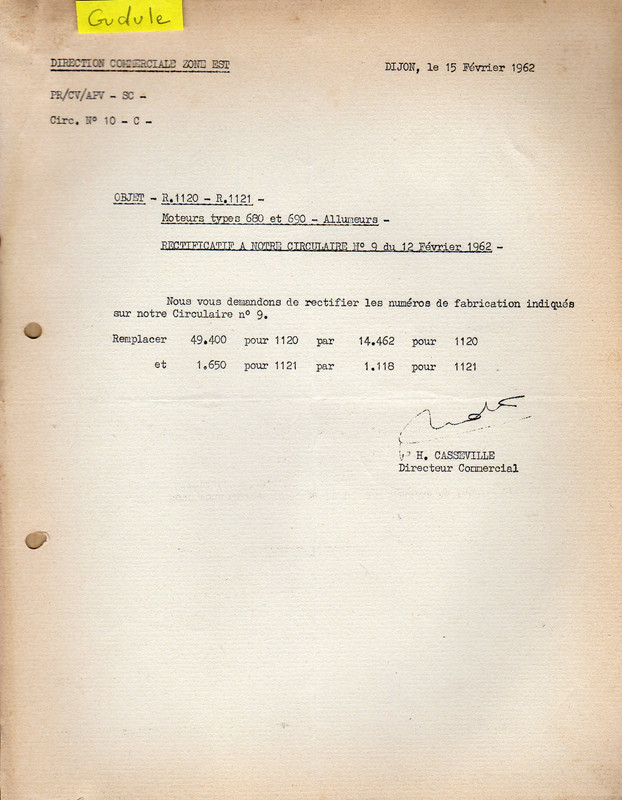 Gudule
DIRECTION COMMERCIALE ZONE EST
DIJON, le 15 Février 1962
PR/CV/APV - SC -
Circ. N° 10 - C -
OBJET - R.1120 - R.1121 -
Moteurs types 680 et 690 - Allumeurs -
RECTIFICATIF A NOTRE CIRCULAIRE N° 9 du 12 Février 1962 -
Nous vous demandons de rectifier les numéros de fabrication indiqués
sur notre Circulaire n° 9.
Remplacer 49.400 pour 1120 par 14.462 pour 1120
et 1.650 pour 1121 par 1.118 pour 1121
H. CASSEVILLE
Directeur Commercial